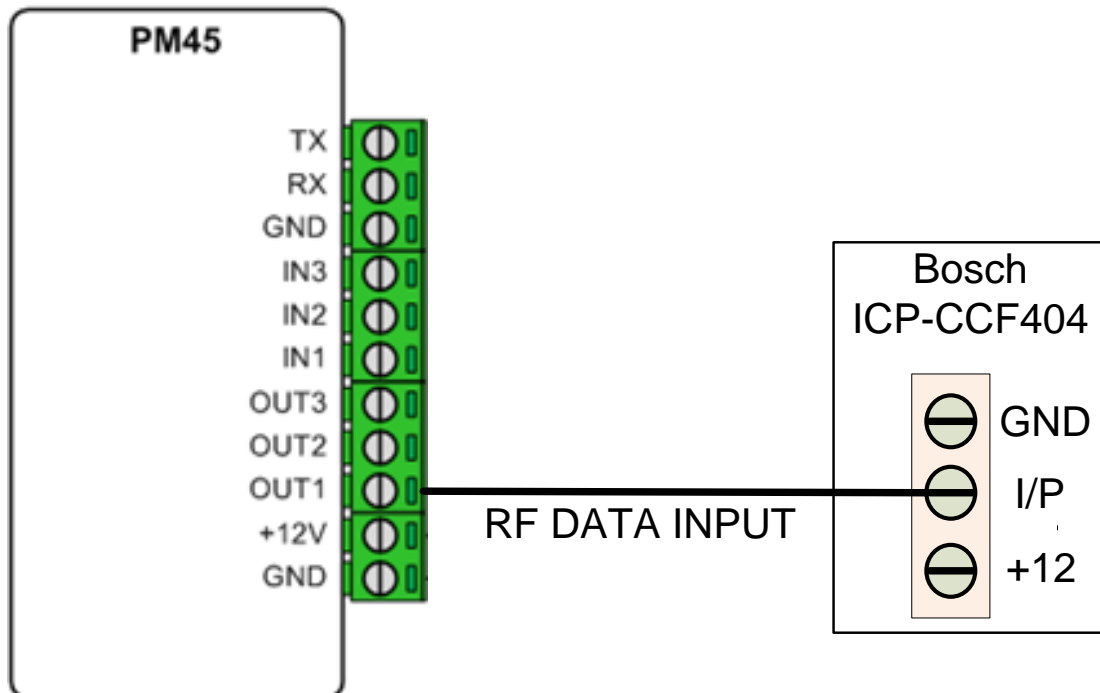 PM45
TX
RX
GND
IN3
IN2
IN1
OUT3
OUT2
OUT1
+12V
GND
RF DATA INPUT
Bosch
ICP-CCF404
GND
I/P
+12